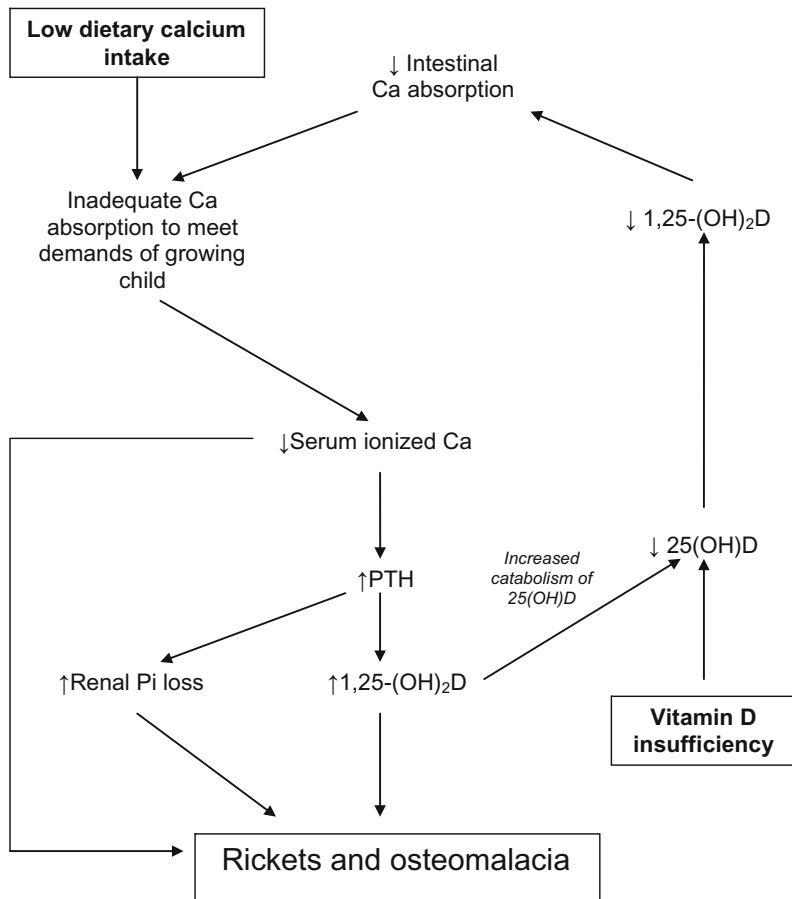 Low dietary calcium
intake
↓ Intestinal
Ca absorption
Inadequate Ca
absorption to meet
demands of growing
child
↓ 1,25-(OH)₂D
↓Serum ionized Ca
Increased
catabolism of
25(OH)D
↓ 25(OH)D
↑PTH
↑Renal Pi loss
↑1,25-(OH)₂D
Vitamin D
insufficiency
Rickets and osteomalacia